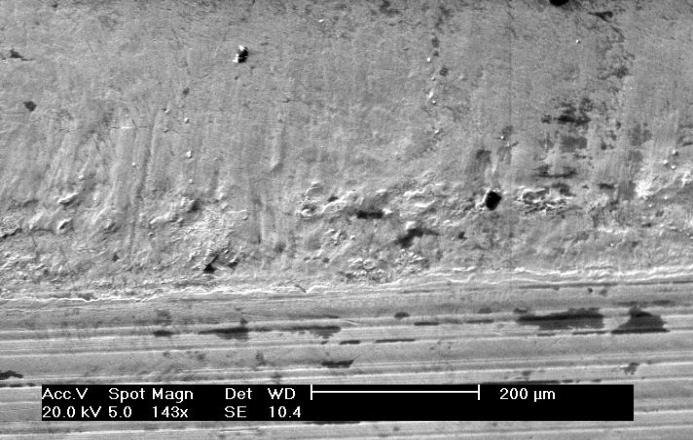 Acc.V Spot Magn Det WD 200 µm
20.0 kV 5.0 143x SE 10.4